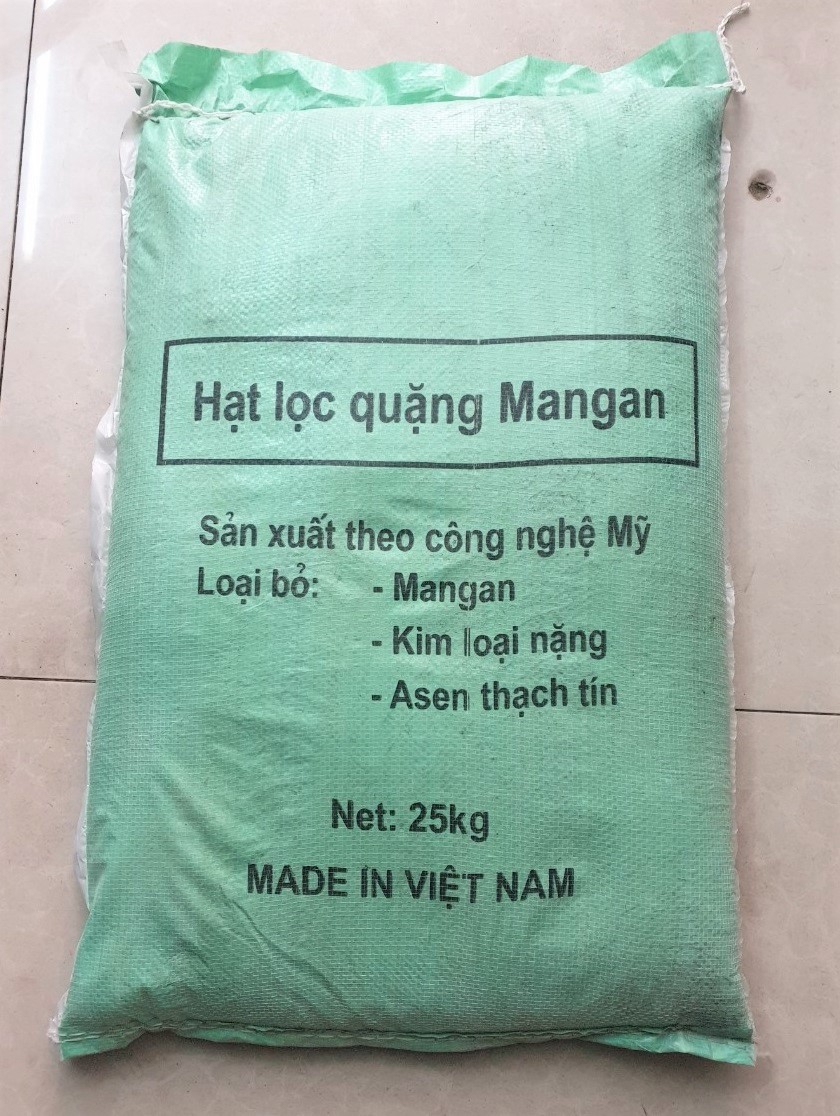 Hạt lọc quặng Mangan
Sản xuất theo công nghệ Mỹ
Loại bỏ: - Mangan
- Kim loại nặng
- Asen thạch tín
Net: 25kg
MADE IN VIỆT NAM